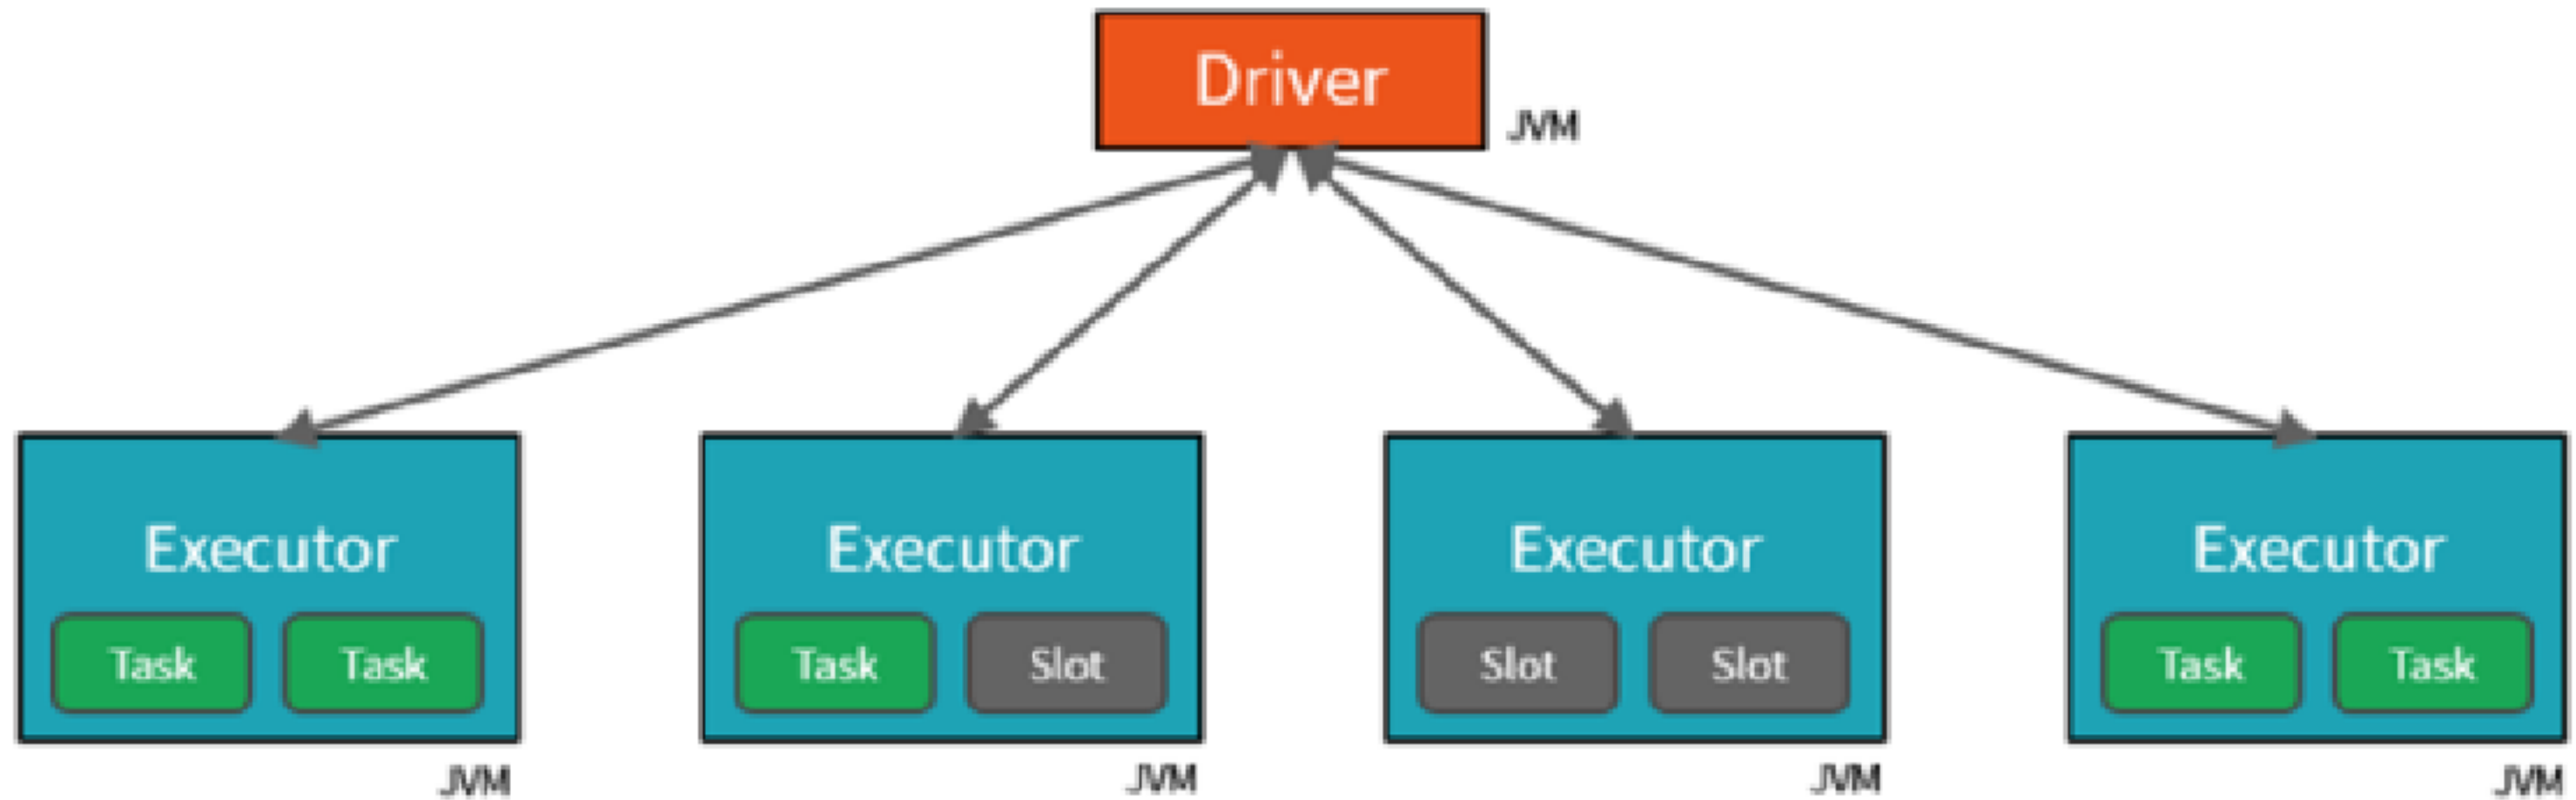 Driver
JVM
Executor
Task Task
JVM
Executor
Task Slot
JVM
Executor
Slot Slot
JVM
Executor
Task Task
JVM